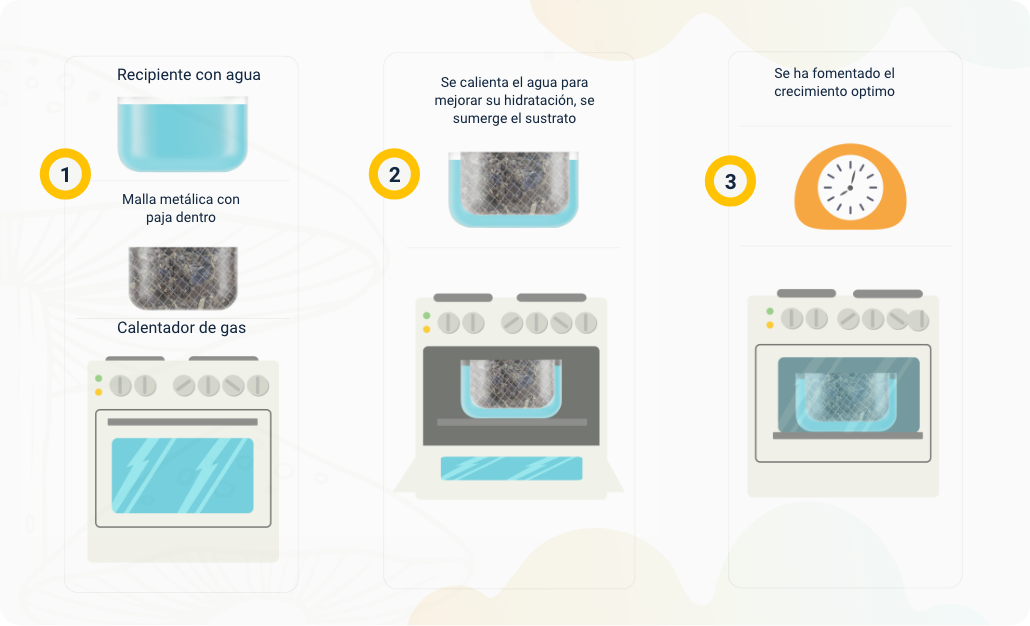 Recipiente con agua
1
Malla metálica con
paja dentro
Calentador de gas
Se calienta el agua para
mejorar su hidratación, se
sumerge el sustrato
2
Se ha fomentado el
crecimiento optimo
3